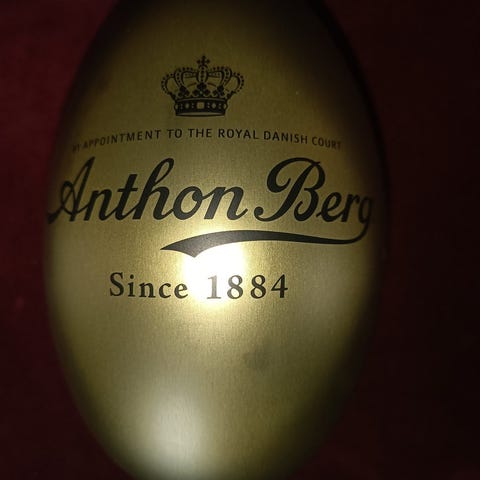 BY APPOINTMENT TO THE ROYAL DANISH COURT
Anthon Berg
Since 1884